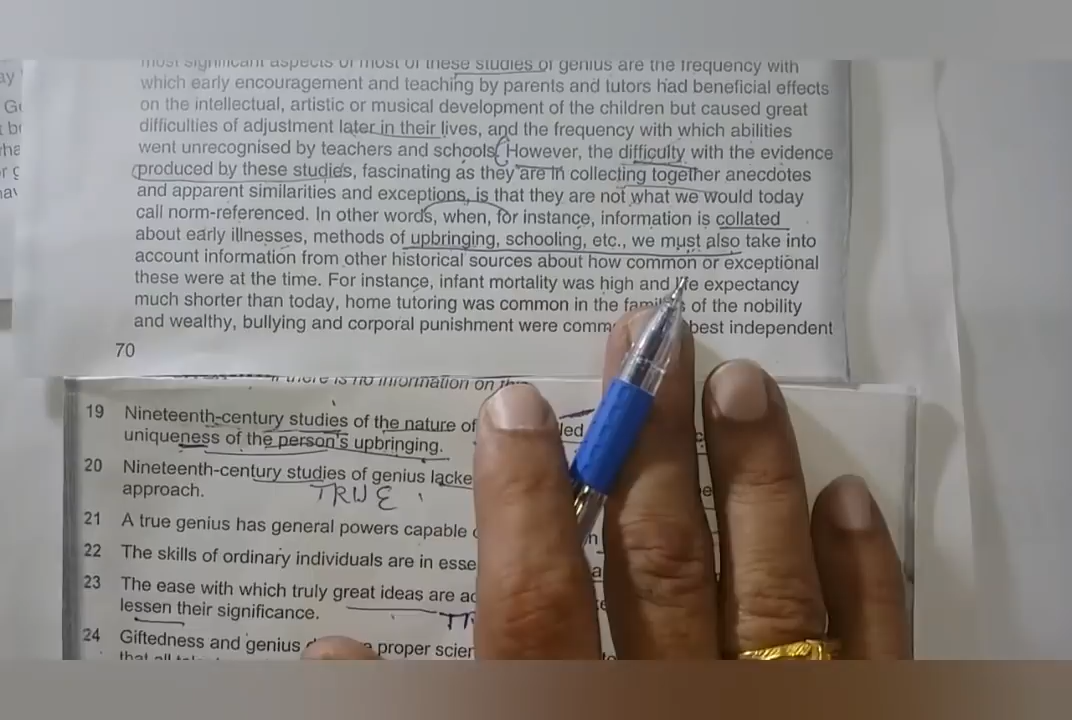 most significant aspects of most of these studies of genius are the frequency with
which early encouragement and teaching by parents and tutors had beneficial effects
on the intellectual, artistic or musical development of the children but caused great
difficulties of adjustment later in their lives, and the frequency with which abilities
went unrecognised by teachers and schools. However, the difficulty with the evidence
produced by these studies, fascinating as they are in collecting together anecdotes
and apparent similarities and exceptions, is that they are not what we would today
call norm-referenced. In other words, when, for instance, information is collated
about early illnesses, methods of upbringing, schooling, etc., we must also take into
account information from other historical sources about how common or exceptional
these were at the time. For instance, infant mortality was high and life expectancy
much shorter than today, home tutoring was common in the families of the nobility
and wealthy, bullying and corporal punishment were comm best independent
70
there is no information on this
19 Nineteenth-century studies of the nature of led
uniqueness of the person's upbringing.
20 Nineteenth-century studies of genius lacke
approach. TRUE
21 A true genius has general powers capable
22 The skills of ordinary individuals are in esse
23 The ease with which truly great ideas are ac
lessen their significance.
24 Giftedness and genius proper scien
that all